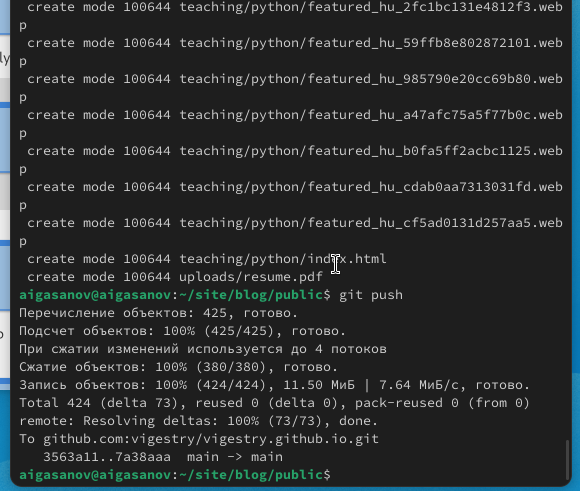 create mode 100644 teaching/python/featured_hu_2fc1bc131e4812f3.web
p
create mode 100644 teaching/python/featured_hu_59ffb8e802872101.web
p
create mode 100644 teaching/python/featured_hu_985790e20cc69b80.web
p
create mode 100644 teaching/python/featured_hu_a47afc75a5f77b0c.web
p
create mode 100644 teaching/python/featured_hu_b0fa5ff2acbc1125.web
p
create mode 100644 teaching/python/featured_hu_cdab0aa7313031fd.web
p
create mode 100644 teaching/python/featured_hu_cf5ad0131d257aa5.web
p
create mode 100644 teaching/python/index.html
create mode 100644 uploads/resume.pdf
aigasanov@aigasanov:~/site/blog/public$ git push
Перечисление объектов: 425, готово.
Подсчет объектов: 100% (425/425), готово.
При сжатии изменений используется до 4 потоков
Сжатие объектов: 100% (380/380), готово.
Запись объектов: 100% (424/424), 11.50 МиБ | 7.64 МиБ/с, готово.
Total 424 (delta 73), reused 0 (delta 0), pack-reused 0 (from 0)
remote: Resolving deltas: 100% (73/73), done.
To github.com:vigestry/vigestry.github.io.git
3563a11..7a38aaa  main -> main
aigasanov@aigasanov:~/site/blog/public$